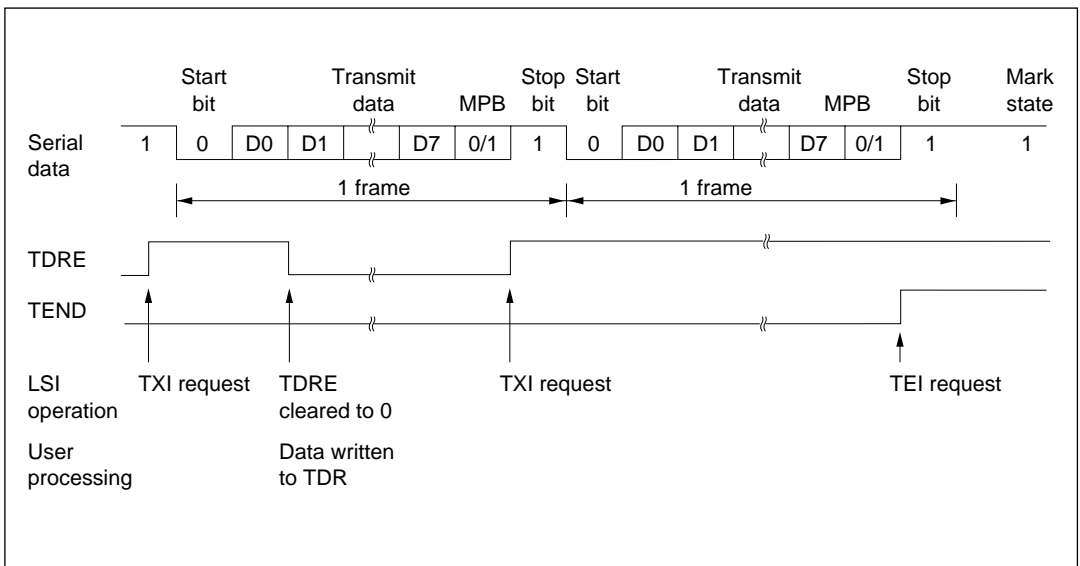 Start bit Transmit data MPB Stop bit Start bit Transmit data MPB Stop bit Mark state
Serial data 1 0 D0 D1 D7 0/1 1 0 D0 D1 D7 0/1 1 1
1 frame 1 frame
TDRE
TEND
LSI operation TXI request TDRE cleared to 0 TXI request TEI request
User processing Data written to TDR